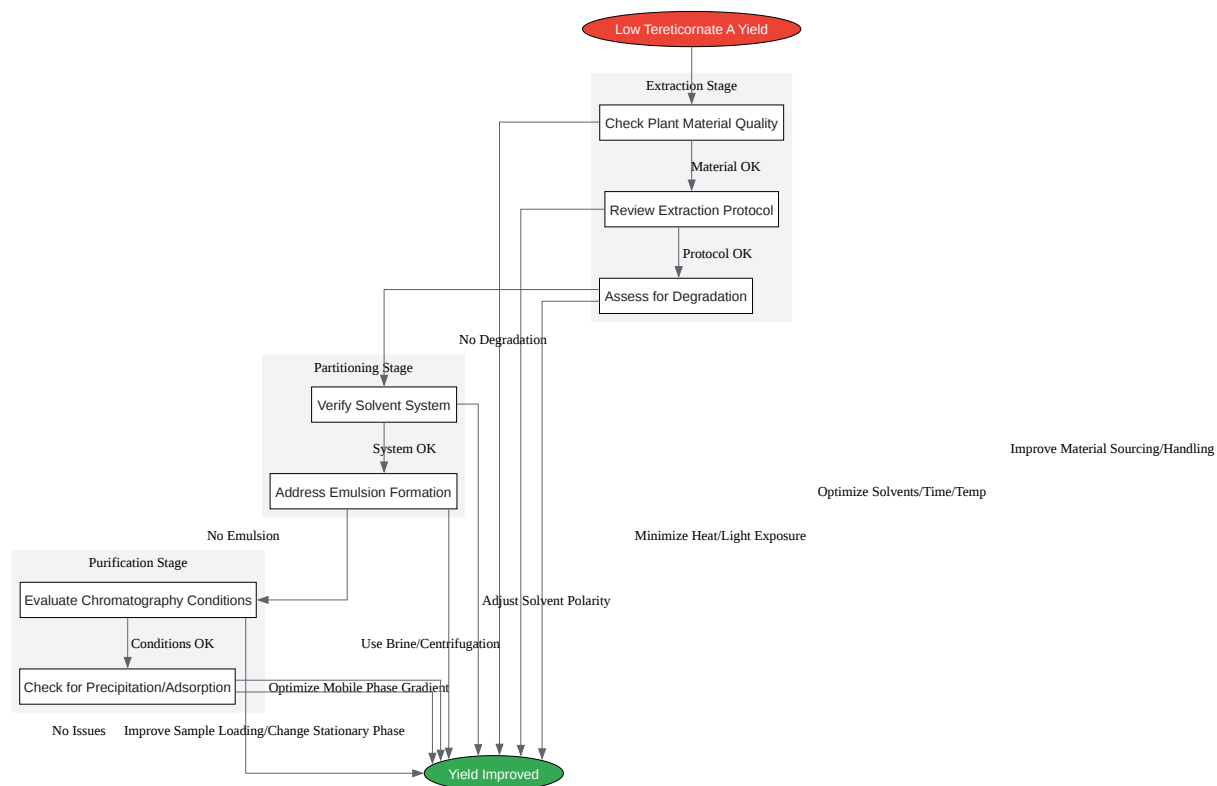 Low Tereticornate A Yield
Extraction Stage
Check Plant Material Quality
Material OK
Review Extraction Protocol
Protocol OK
Assess for Degradation
No Degradation
Partitioning Stage
Verify Solvent System
System OK
Improve Material Sourcing/Handling
Address Emulsion Formation
Optimize Solvents/Time/Temp
No Emulsion
Minimize Heat/Light Exposure
Purification Stage
Evaluate Chromatography Conditions
Adjust Solvent Polarity
Conditions OK
Use Brine/Centrifugation
Check for Precipitation/Adsorption
Optimize Mobile Phase Gradient
No Issues
Improve Sample Loading/Change Stationary Phase
Yield Improved